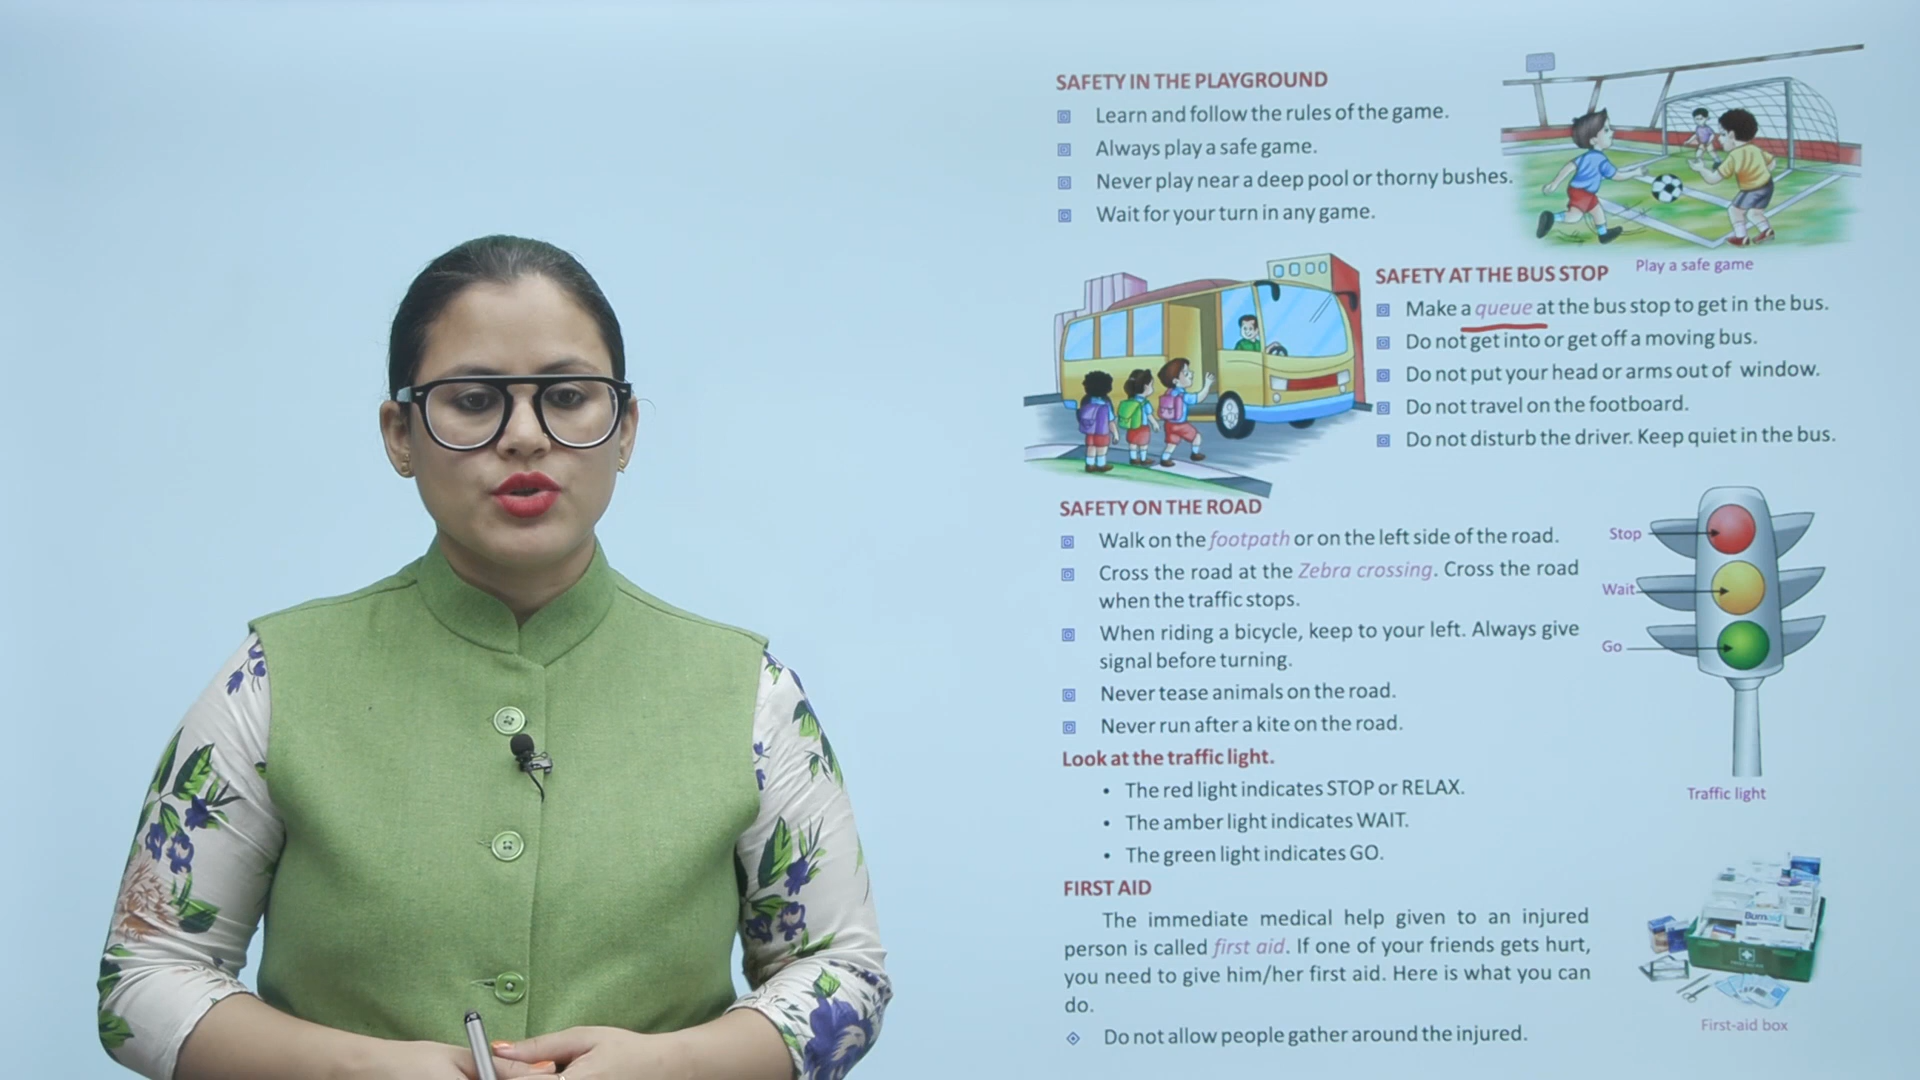 SAFETY IN THE PLAYGROUND
Learn and follow the rules of the game.
Always play a safe game.
Never play near a deep pool or thorny bushes.
Wait for your turn in any game.
Play a safe game
SAFETY AT THE BUS STOP
Make a queue at the bus stop to get in the bus.
Do not get into or get off a moving bus.
Do not put your head or arms out of window.
Do not travel on the footboard.
Do not disturb the driver. Keep quiet in the bus.
SAFETY ON THE ROAD
Walk on the footpath or on the left side of the road.
Cross the road at the Zebra crossing. Cross the road
when the traffic stops.
When riding a bicycle, keep to your left. Always give
signal before turning.
Never tease animals on the road.
Never run after a kite on the road.
Stop
Wait
Go
Traffic light
Look at the traffic light.
• The red light indicates STOP or RELAX.
• The amber light indicates WAIT.
• The green light indicates GO.
FIRST AID
The immediate medical help given to an injured
person is called first aid. If one of your friends gets hurt,
you need to give him/her first aid. Here is what you can
do.
Do not allow people gather around the injured.
Burnaid
First-aid box